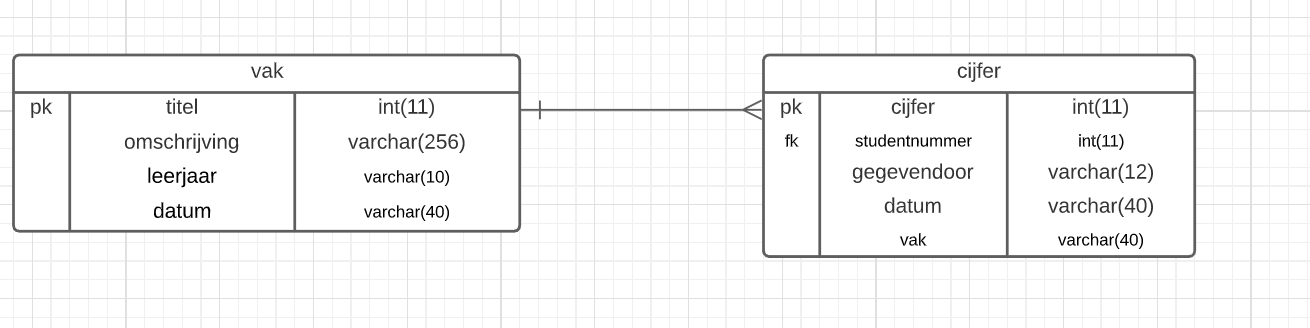 vak
pk titel int(11)
omschrijving varchar(256)
leerjaar varchar(10)
datum varchar(40)
cijfer
pk cijfer int(11)
fk studentnummer int(11)
gegevendoor varchar(12)
datum varchar(40)
vak varchar(40)